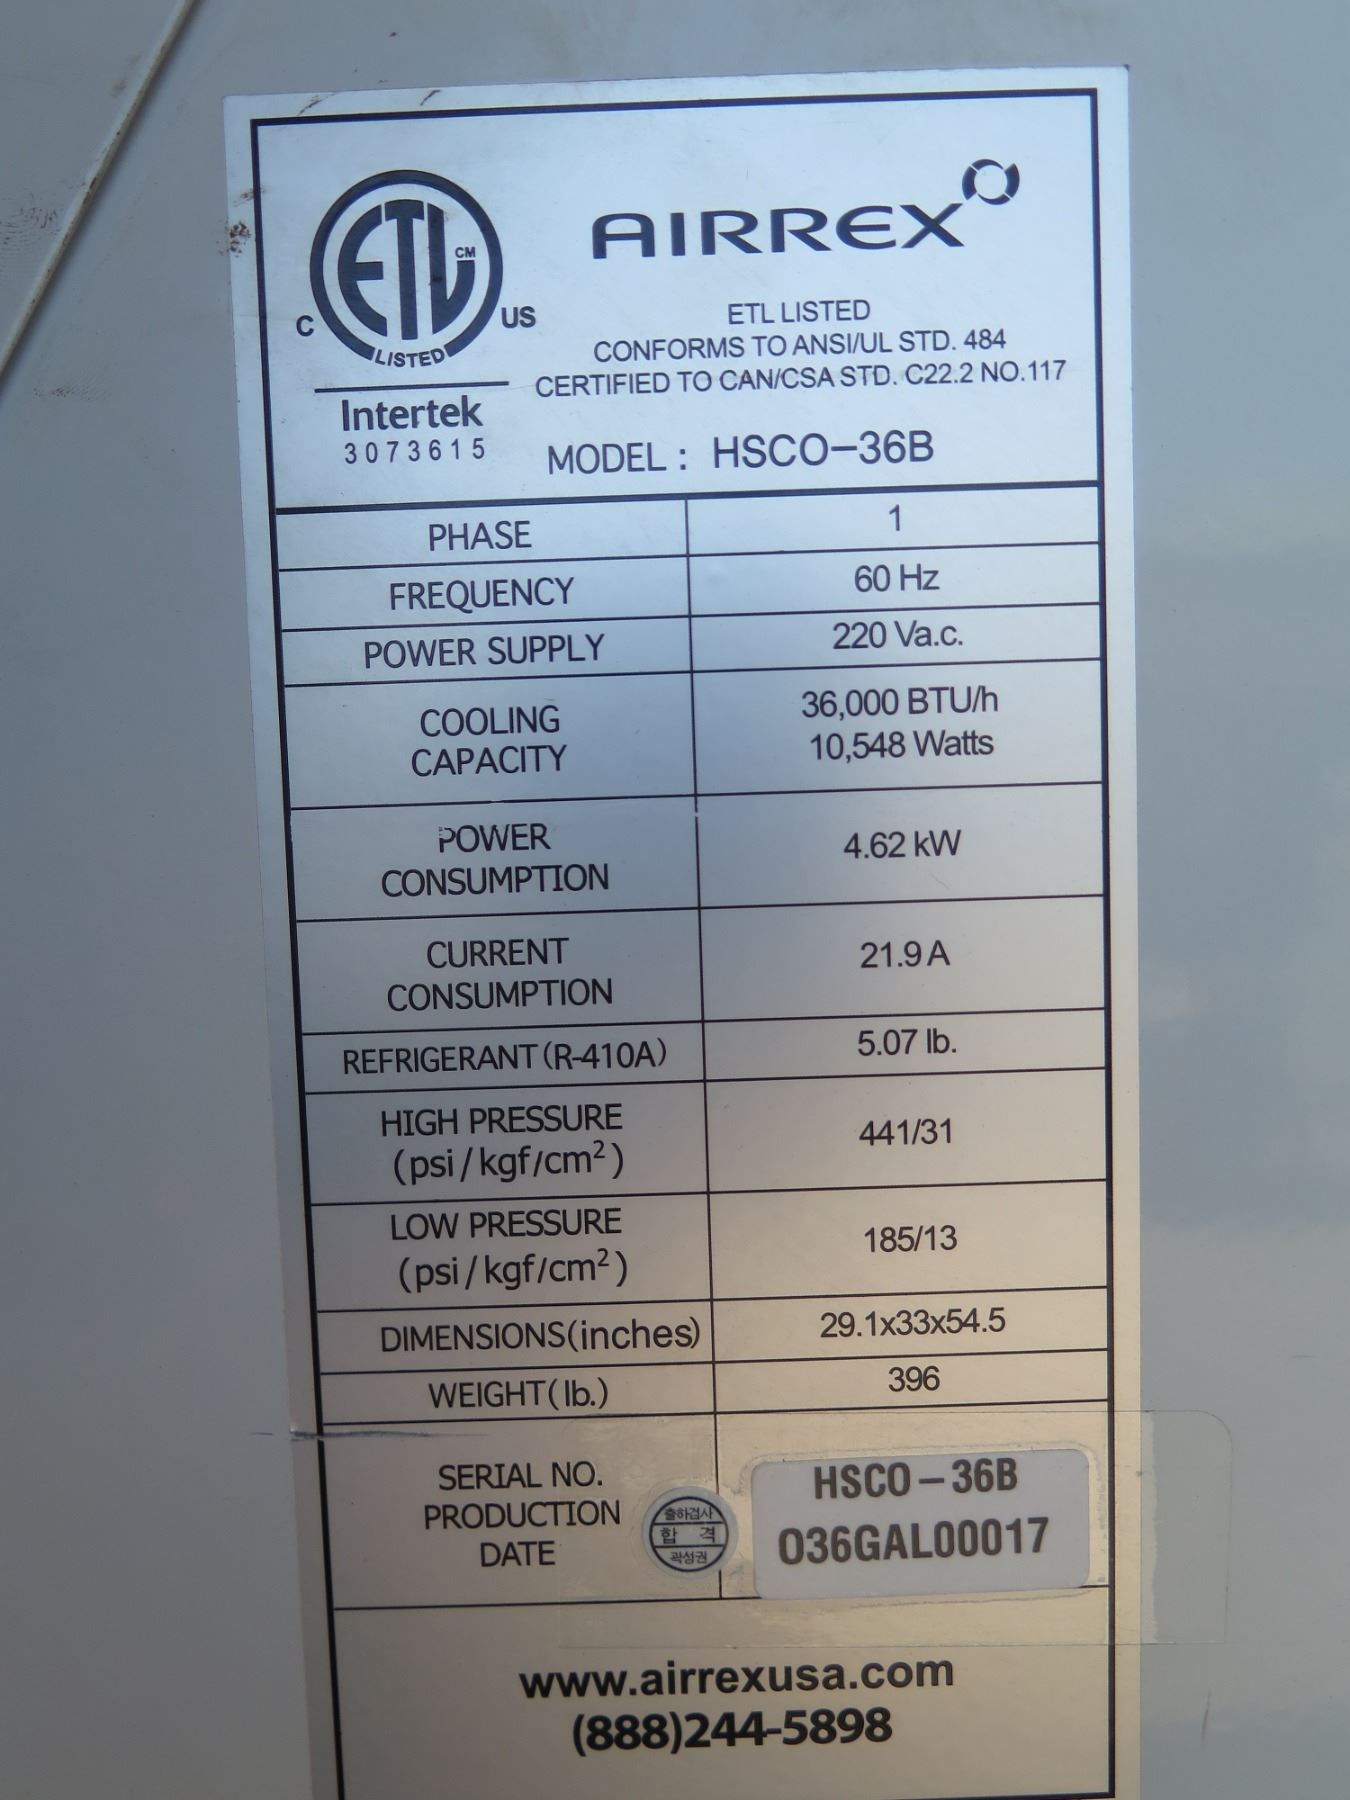 ETL CM
C US
LISTED
Intertek
3073615
AIRREX
ETL LISTED
CONFORMS TO ANSI/UL STD. 484
CERTIFIED TO CAN/CSA STD. C22.2 NO.117
MODEL : HSCO-36B
PHASE 1
FREQUENCY 60 Hz
POWER SUPPLY 220 Va.c.
COOLING
CAPACITY
36,000 BTU/h
10,548 Watts
POWER
CONSUMPTION
4.62 kW
CURRENT
CONSUMPTION
21.9 A
REFRIGERANT (R-410A) 5.07 lb.
HIGH PRESSURE
(psi / kgf/cm²)
441/31
LOW PRESSURE
(psi / kgf/cm²)
185/13
DIMENSIONS(inches) 29.1x33x54.5
WEIGHT(lb.) 396
SERIAL NO.
PRODUCTION
DATE
출하검사
합 격
곽성권
HSCO-36B
O36GAL00017
www.airrexusa.com
(888)244-5898